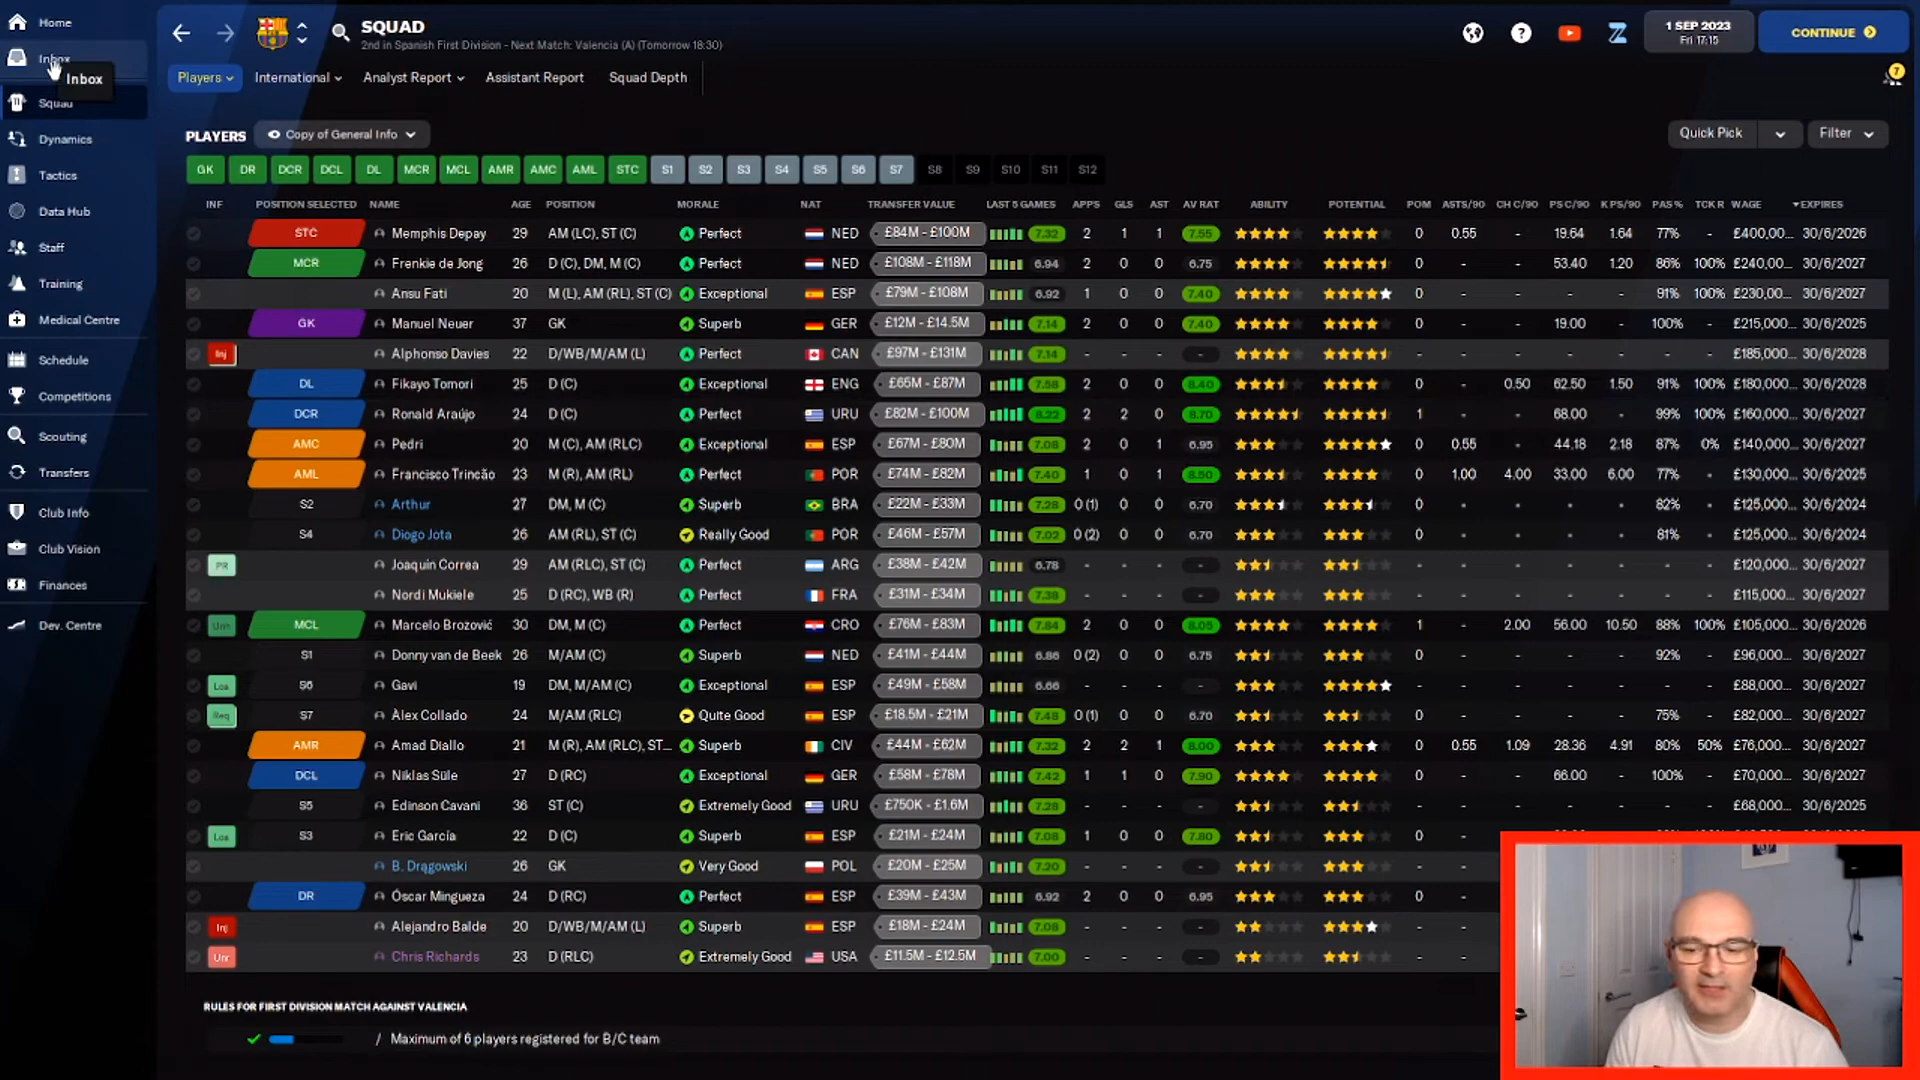 Home
Inbox
Inbox
Squad
Dynamics
Tactics
Data Hub
Staff
Training
Medical Centre
Schedule
Competitions
Scouting
Transfers
Club Info
Club Vision
Finances
Dev. Centre
SQUAD
2nd in Spanish First Division - Next Match: Valencia (A) (Tomorrow 18:30)
1 SEP 2023
Fri 17:15
CONTINUE
7
Players International Analyst Report Assistant Report Squad Depth
PLAYERS Copy of General Info Quick Pick Filter
GK DR DCR DCL DL MCR MCL AMR AMC AML STC S1 S2 S3 S4 S5 S6 S7 S8 S9 S10 S11 S12
INF POSITION SELECTED NAME AGE POSITION MORALE NAT TRANSFER VALUE LAST 5 GAMES APPS GLS AST AV RAT ABILITY POTENTIAL POM ASTS/90 CH C/90 PS C/90 K PS/90 PAS % TCK R WAGE EXPIRES
STC Memphis Depay 29 AM (LC), ST (C) Perfect NED £84M - £100M 7.32 2 1 1 7.55 0 0.55 - 19.64 1.64 77% - £400,00... 30/6/2026
MCR Frenkie de Jong 26 D (C), DM, M (C) Perfect NED £108M - £118M 6.94 2 0 0 6.75 0 - - 53.40 1.20 86% 100% £240,00... 30/6/2027
Ansu Fati 20 M (L), AM (RL), ST (C) Exceptional ESP £79M - £108M 6.92 1 0 0 7.40 0 - - - - 91% 100% £230,00... 30/6/2027
GK Manuel Neuer 37 GK Superb GER £12M - £14.5M 7.14 2 0 0 7.40 0 - - 19.00 - 100% - £215,000... 30/6/2025
Inj Alphonso Davies 22 D/WB/M/AM (L) Perfect CAN £97M - £131M 7.14 - - - - - - - - - - - £185,000... 30/6/2028
DL Fikayo Tomori 25 D (C) Exceptional ENG £65M - £87M 7.58 2 0 0 8.40 0 - 0.50 62.50 1.50 91% 100% £180,000... 30/6/2028
DCR Ronald Araújo 24 D (C) Perfect URU £82M - £100M 8.22 2 2 0 8.70 1 - - 68.00 - 99% 100% £160,000... 30/6/2027
AMC Pedri 20 M (C), AM (RLC) Exceptional ESP £67M - £80M 7.08 2 0 1 6.95 0 0.55 - 44.18 2.18 87% 0% £140,000... 30/6/2027
AML Francisco Trincão 23 M (R), AM (RL) Perfect POR £74M - £82M 7.40 1 0 1 8.50 0 1.00 4.00 33.00 6.00 77% - £130,000... 30/6/2025
S2 Arthur 27 DM, M (C) Superb BRA £22M - £33M 7.28 0 (1) 0 0 6.70 0 - - - - 82% - £125,000... 30/6/2024
S4 Diogo Jota 26 AM (RL), ST (C) Really Good POR £46M - £57M 7.02 0 (2) 0 0 6.70 0 - - - - 81% - £125,000... 30/6/2024
PR Joaquín Correa 29 AM (RLC), ST (C) Perfect ARG £38M - £42M 6.78 - - - - - - - - - - - £120,000... 30/6/2027
Nordi Mukiele 25 D (RC), WB (R) Perfect FRA £31M - £34M 7.38 - - - - - - - - - - - £115,000... 30/6/2027
MCL Marcelo Brozović 30 DM, M (C) Perfect CRO £76M - £83M 7.84 2 0 0 8.05 1 - 2.00 56.00 10.50 88% 100% £105,000... 30/6/2026
S1 Donny van de Beek 26 M/AM (C) Superb NED £41M - £44M 6.86 0 (2) 0 0 6.75 0 - - - - 92% - £96,000... 30/6/2027
Loa S6 Gavi 19 DM, M/AM (C) Exceptional ESP £49M - £58M 6.66 - - - - - - - - - - - £88,000... 30/6/2027
Req S7 Àlex Collado 24 M/AM (RLC) Quite Good ESP £18.5M - £21M 7.48 0 (1) 0 0 6.70 0 - - - - 75% - £82,000... 30/6/2027
AMR Amad Diallo 21 M (R), AM (RLC), ST... Superb CIV £44M - £62M 7.32 2 2 1 8.00 0 0.55 1.09 28.36 4.91 80% 50% £76,000... 30/6/2027
DCL Niklas Süle 27 D (RC) Exceptional GER £58M - £78M 7.42 1 1 0 7.90 0 - - 66.00 - 100% - £70,000... 30/6/2027
S5 Edinson Cavani 36 ST (C) Extremely Good URU £750K - £1.6M 7.28 - - - - - - - - - - - £68,000... 30/6/2025
Loa S3 Eric García 22 D (C) Superb ESP £21M - £24M 7.08 1 0 0 7.80 0 -
B. Drągowski 26 GK Very Good POL £20M - £25M 7.20 - - - - - -
DR Óscar Mingueza 24 D (RC) Perfect ESP £39M - £43M 6.92 2 0 0 6.95 0 -
Inj Alejandro Balde 20 D/WB/M/AM (L) Superb ESP £18M - £24M 7.08 - - - - - -
Unr Chris Richards 23 D (RLC) Extremely Good USA £11.5M - £12.5M 7.00 - - - - - -
RULES FOR FIRST DIVISION MATCH AGAINST VALENCIA
/ Maximum of 6 players registered for B/C team